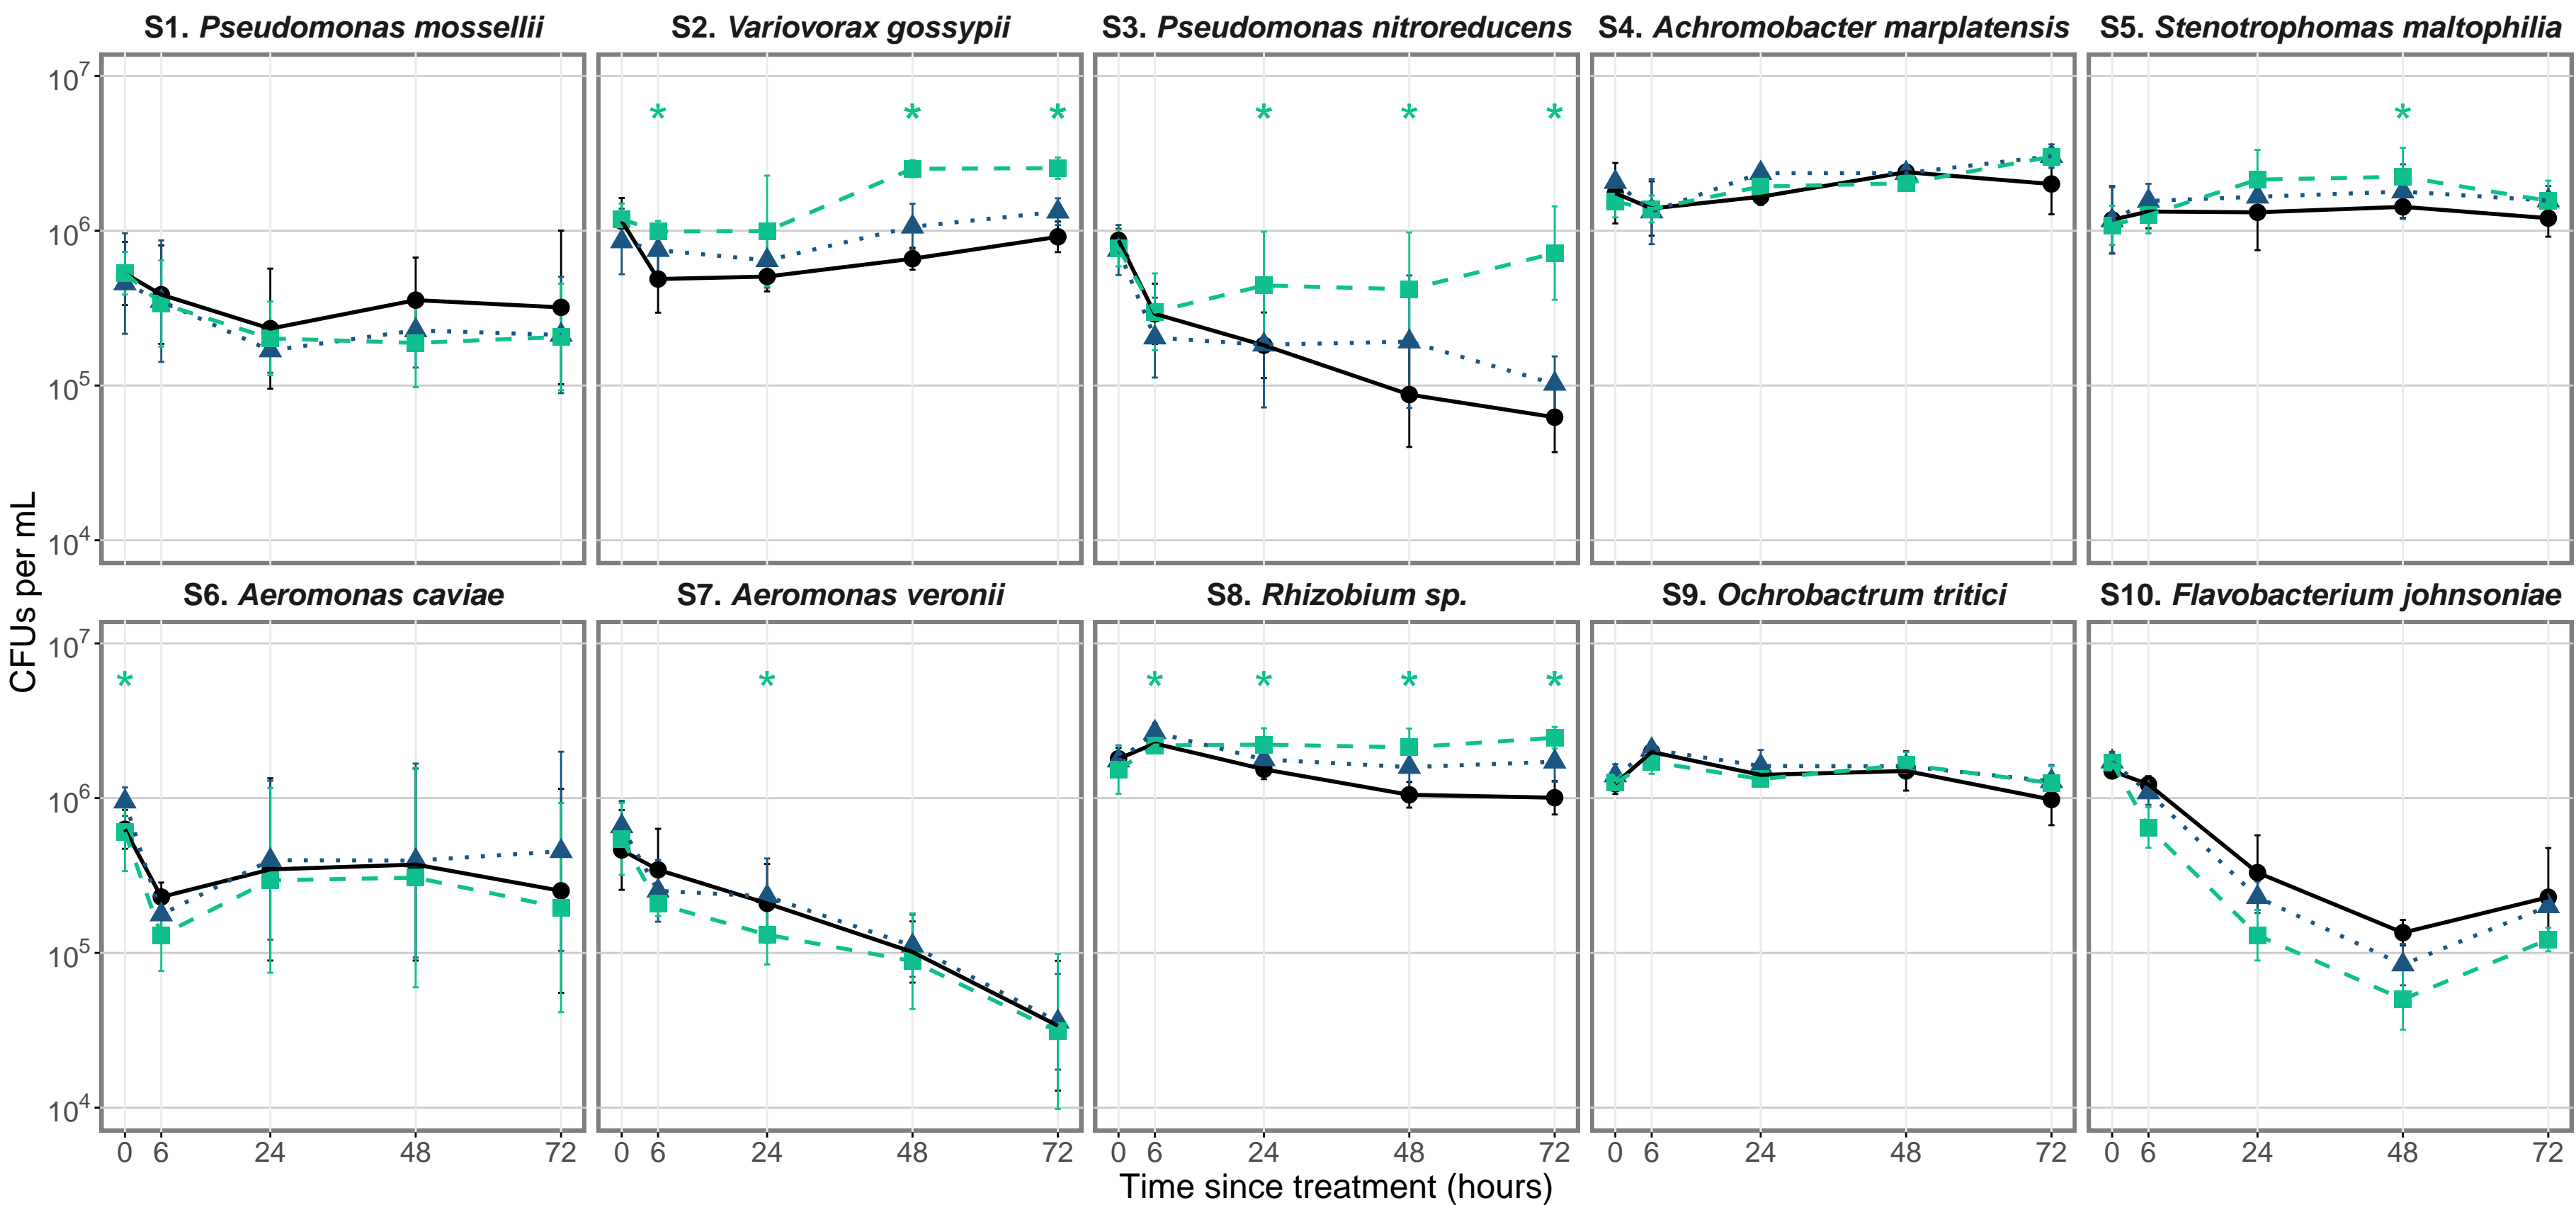 S1. Pseudomonas mossellii S2. Variovorax gossypii S3. Pseudomonas nitroreducens S4. Achromobacter marplatensis S5. Stenotrophomas maltophilia
10^7
* * * * * * *
10^6
10^5
10^4
CFUs per mL
S6. Aeromonas caviae S7. Aeromonas veronii S8. Rhizobium sp. S9. Ochrobactrum tritici S10. Flavobacterium johnsoniae
10^7
* * * * * *
10^6
10^5
10^4
0 6 24 48 72 0 6 24 48 72 0 6 24 48 72 0 6 24 48 72 0 6 24 48 72
Time since treatment (hours)